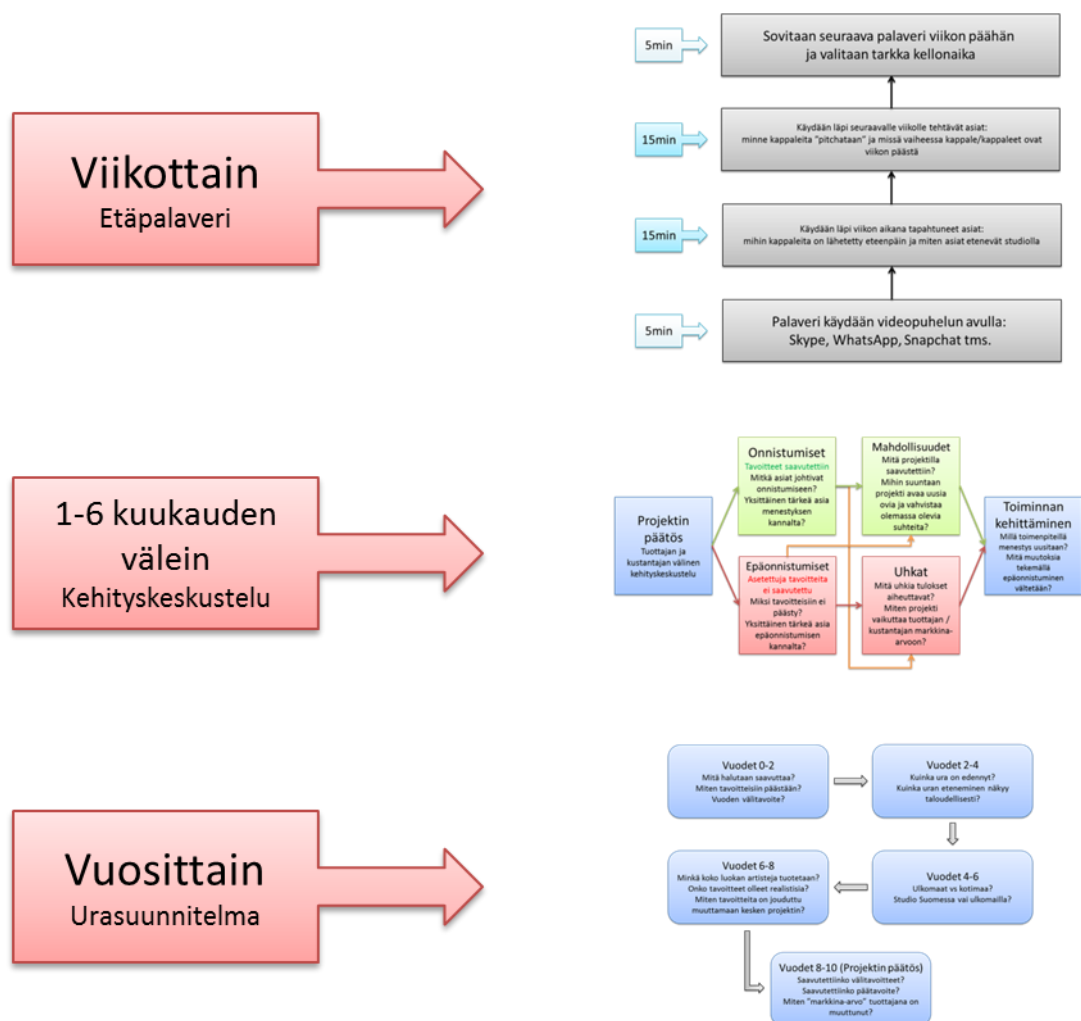 Viikottain
Etäpalaveri
5min
Sovitaan seuraava palaveri viikon päähän
ja valitaan tarkka kellonaika
15min
Käydään läpi seuraavalle viikolle tehtävät asiat:
minne kappaleita "pitchataan" ja missä vaiheessa kappale/kappaleet ovat
viikon päästä
15min
Käydään läpi viikon aikana tapahtuneet asiat:
mihin kappaleita on lähetetty eteenpäin ja miten asiat etenevät studiolla
5min
Palaveri käydään videopuhelun avulla:
Skype, WhatsApp, Snapchat tms.
1-6 kuukauden
välein
Kehityskeskustelu
Projektin
päätös
Tuottajan ja
kustantajan välinen
kehityskeskustelu
Onnistumiset
Tavoitteet saavutettiin
Mitkä asiat johtivat
onnistumiseen?
Yksittäinen tärkeä asia
menestyksen
kannalta?
Mahdollisuudet
Mitä projektilla
saavutettiin?
Mihin suuntaan
projekti avaa uusia
ovia ja vahvistaa
olemassa olevia
suhteita?
Epäonnistumiset
Asetettuja tavoitteita
ei saavutettu
Miksi tavoitteisiin ei
päästy?
Yksittäinen tärkeä asia
epäonnistumisen
kannalta?
Uhkat
Mitä uhkia tulokset
aiheuttavat?
Miten projekti
vaikuttaa tuottajan /
kustantajan markkina-
arvoon?
Toiminnan
kehittäminen
Millä toimenpiteillä
menestys uusitaan?
Mitä muutoksia
tekemällä
epäonnistuminen
vältetään?
Vuosittain
Urasuunnitelma
Vuodet 0-2
Mitä halutaan saavuttaa?
Miten tavoitteisiin päästään?
Vuoden välitavoite?
Vuodet 2-4
Kuinka ura on edennyt?
Kuinka uran eteneminen näkyy
taloudellisesti?
Vuodet 4-6
Ulkomaat vs kotimaa?
Studio Suomessa vai ulkomailla?
Vuodet 6-8
Minkä koko luokan artisteja tuotetaan?
Onko tavoitteet olleet realistisia?
Miten tavoitteita on jouduttu
muuttamaan kesken projektin?
Vuodet 8-10 (Projektin päätös)
Saavutettiinko välitavoitteet?
Saavutettiinko päätavoite?
Miten "markkina-arvo" tuottajana on
muuttunut?